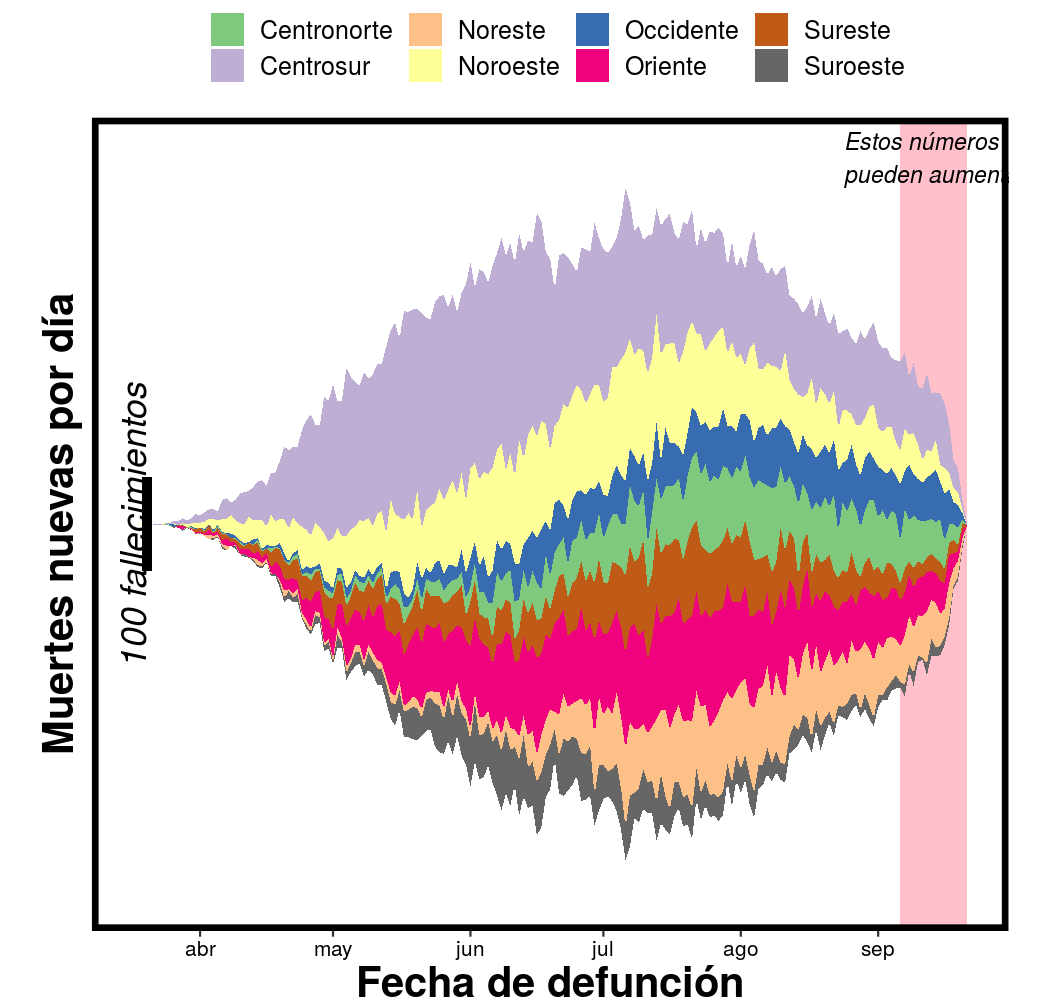 Centronorte Noreste Occidente Sureste
Centrosur Noroeste Oriente Suroeste
Estos números
pueden aument
Muertes nuevas por día
100 fallecimientos
abr may jun jul ago sep
Fecha de defunción